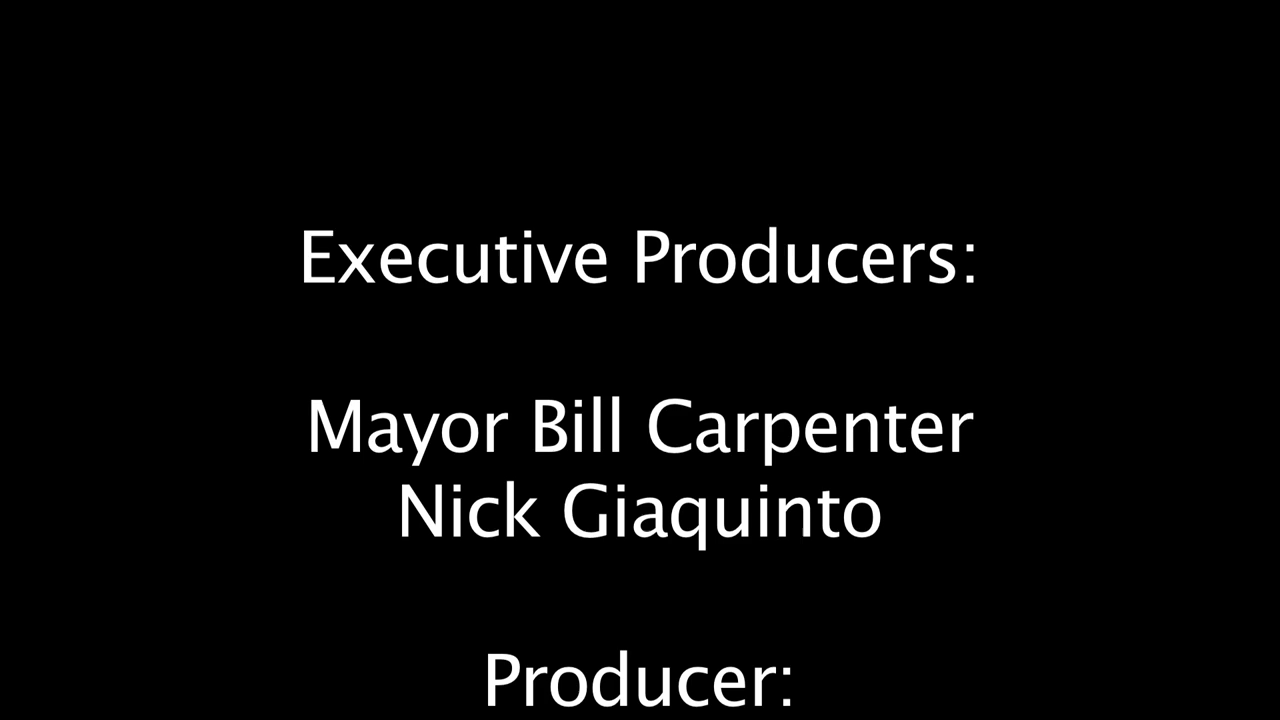 Executive Producers:
Mayor Bill Carpenter
Nick Giaquinto
Producer: